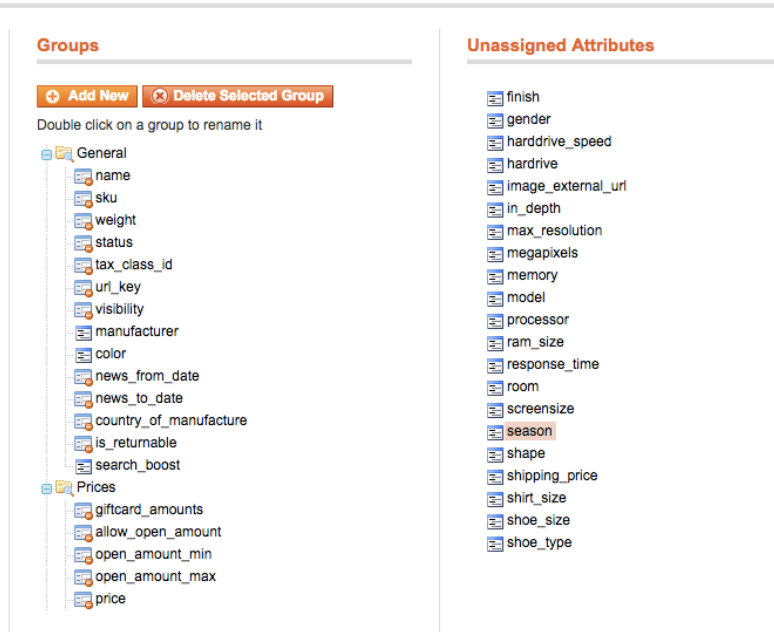 Groups
Add New
Delete Selected Group
Double click on a group to rename it
General
name
sku
weight
status
tax_class_id
url_key
visibility
manufacturer
color
news_from_date
news_to_date
country_of_manufacture
is_returnable
search_boost
Prices
giftcard_amounts
allow_open_amount
open_amount_min
open_amount_max
price
Unassigned Attributes
finish
gender
harddrive_speed
hardrive
image_external_url
in_depth
max_resolution
megapixels
memory
model
processor
ram_size
response_time
room
screensize
season
shape
shipping_price
shirt_size
shoe_size
shoe_type